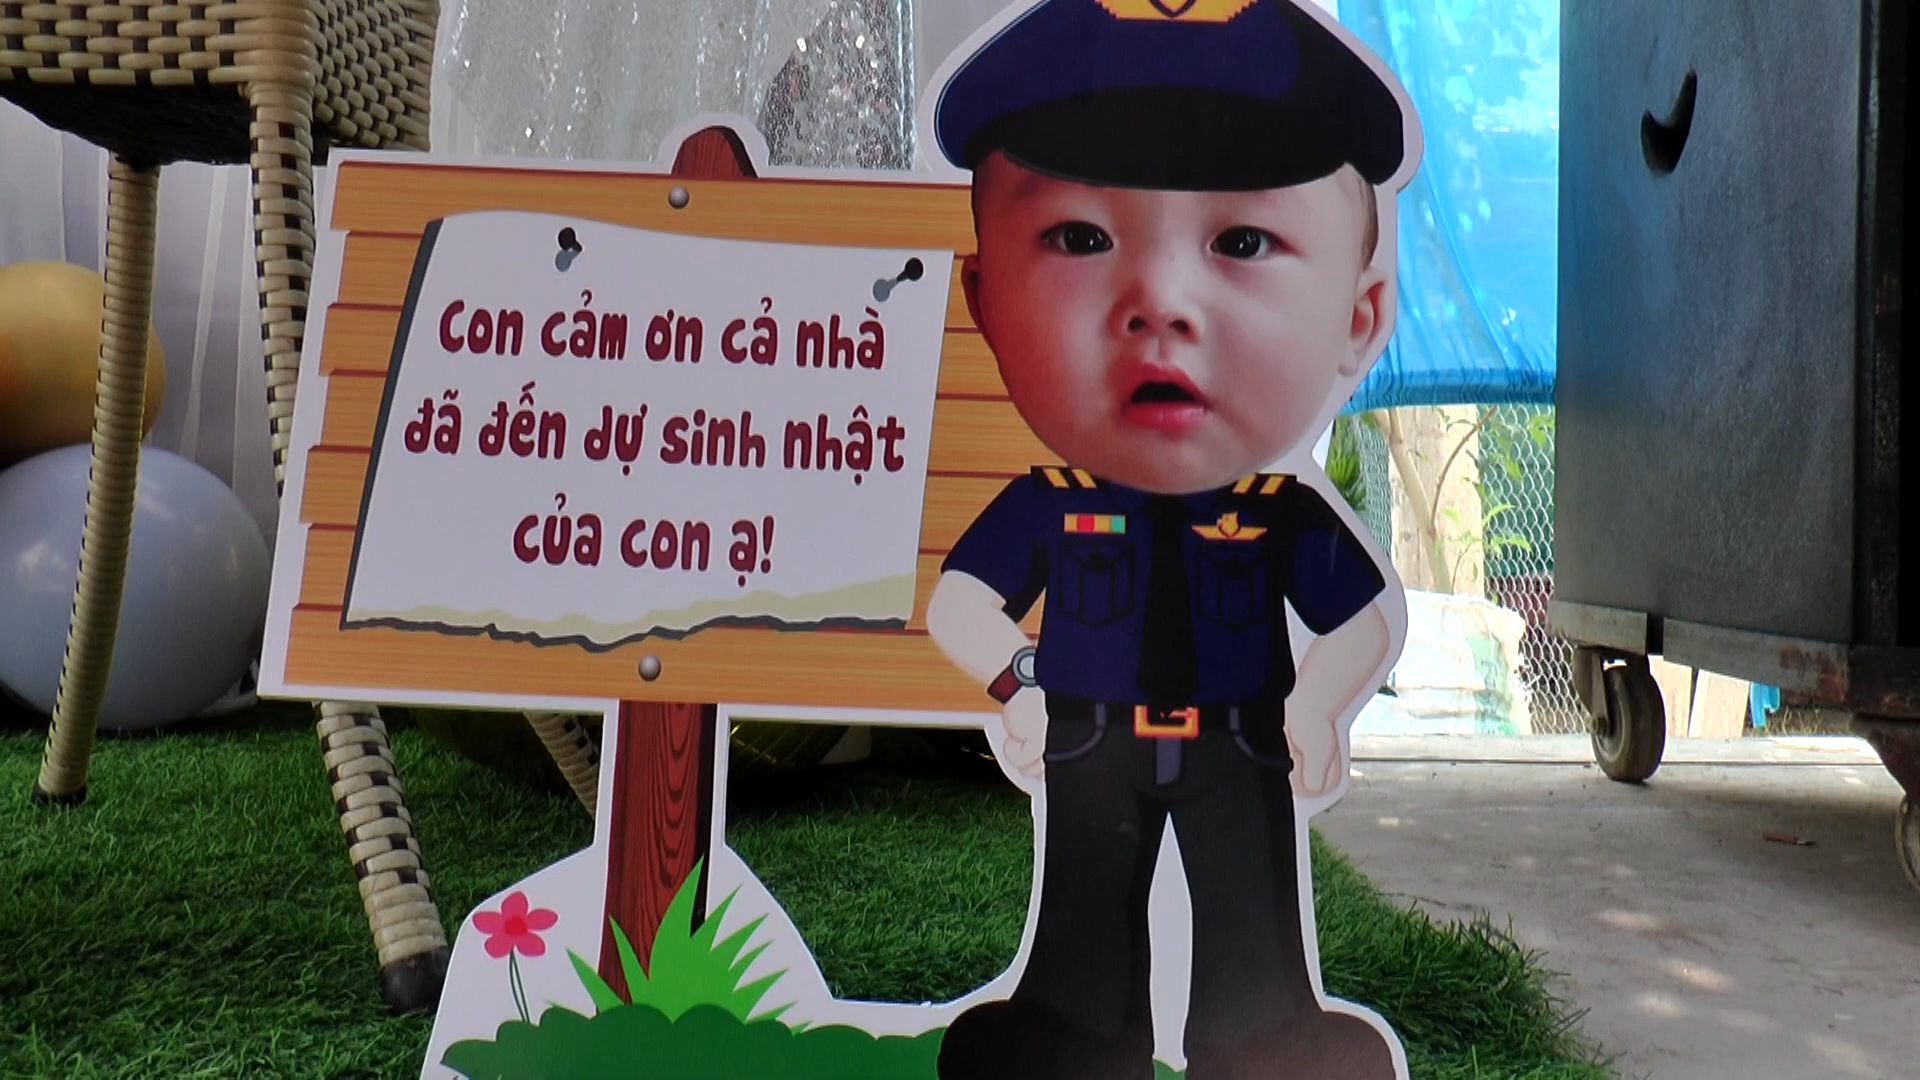 Con cảm ơn cả nhà
đã đến dự sinh nhật
của con ạ!